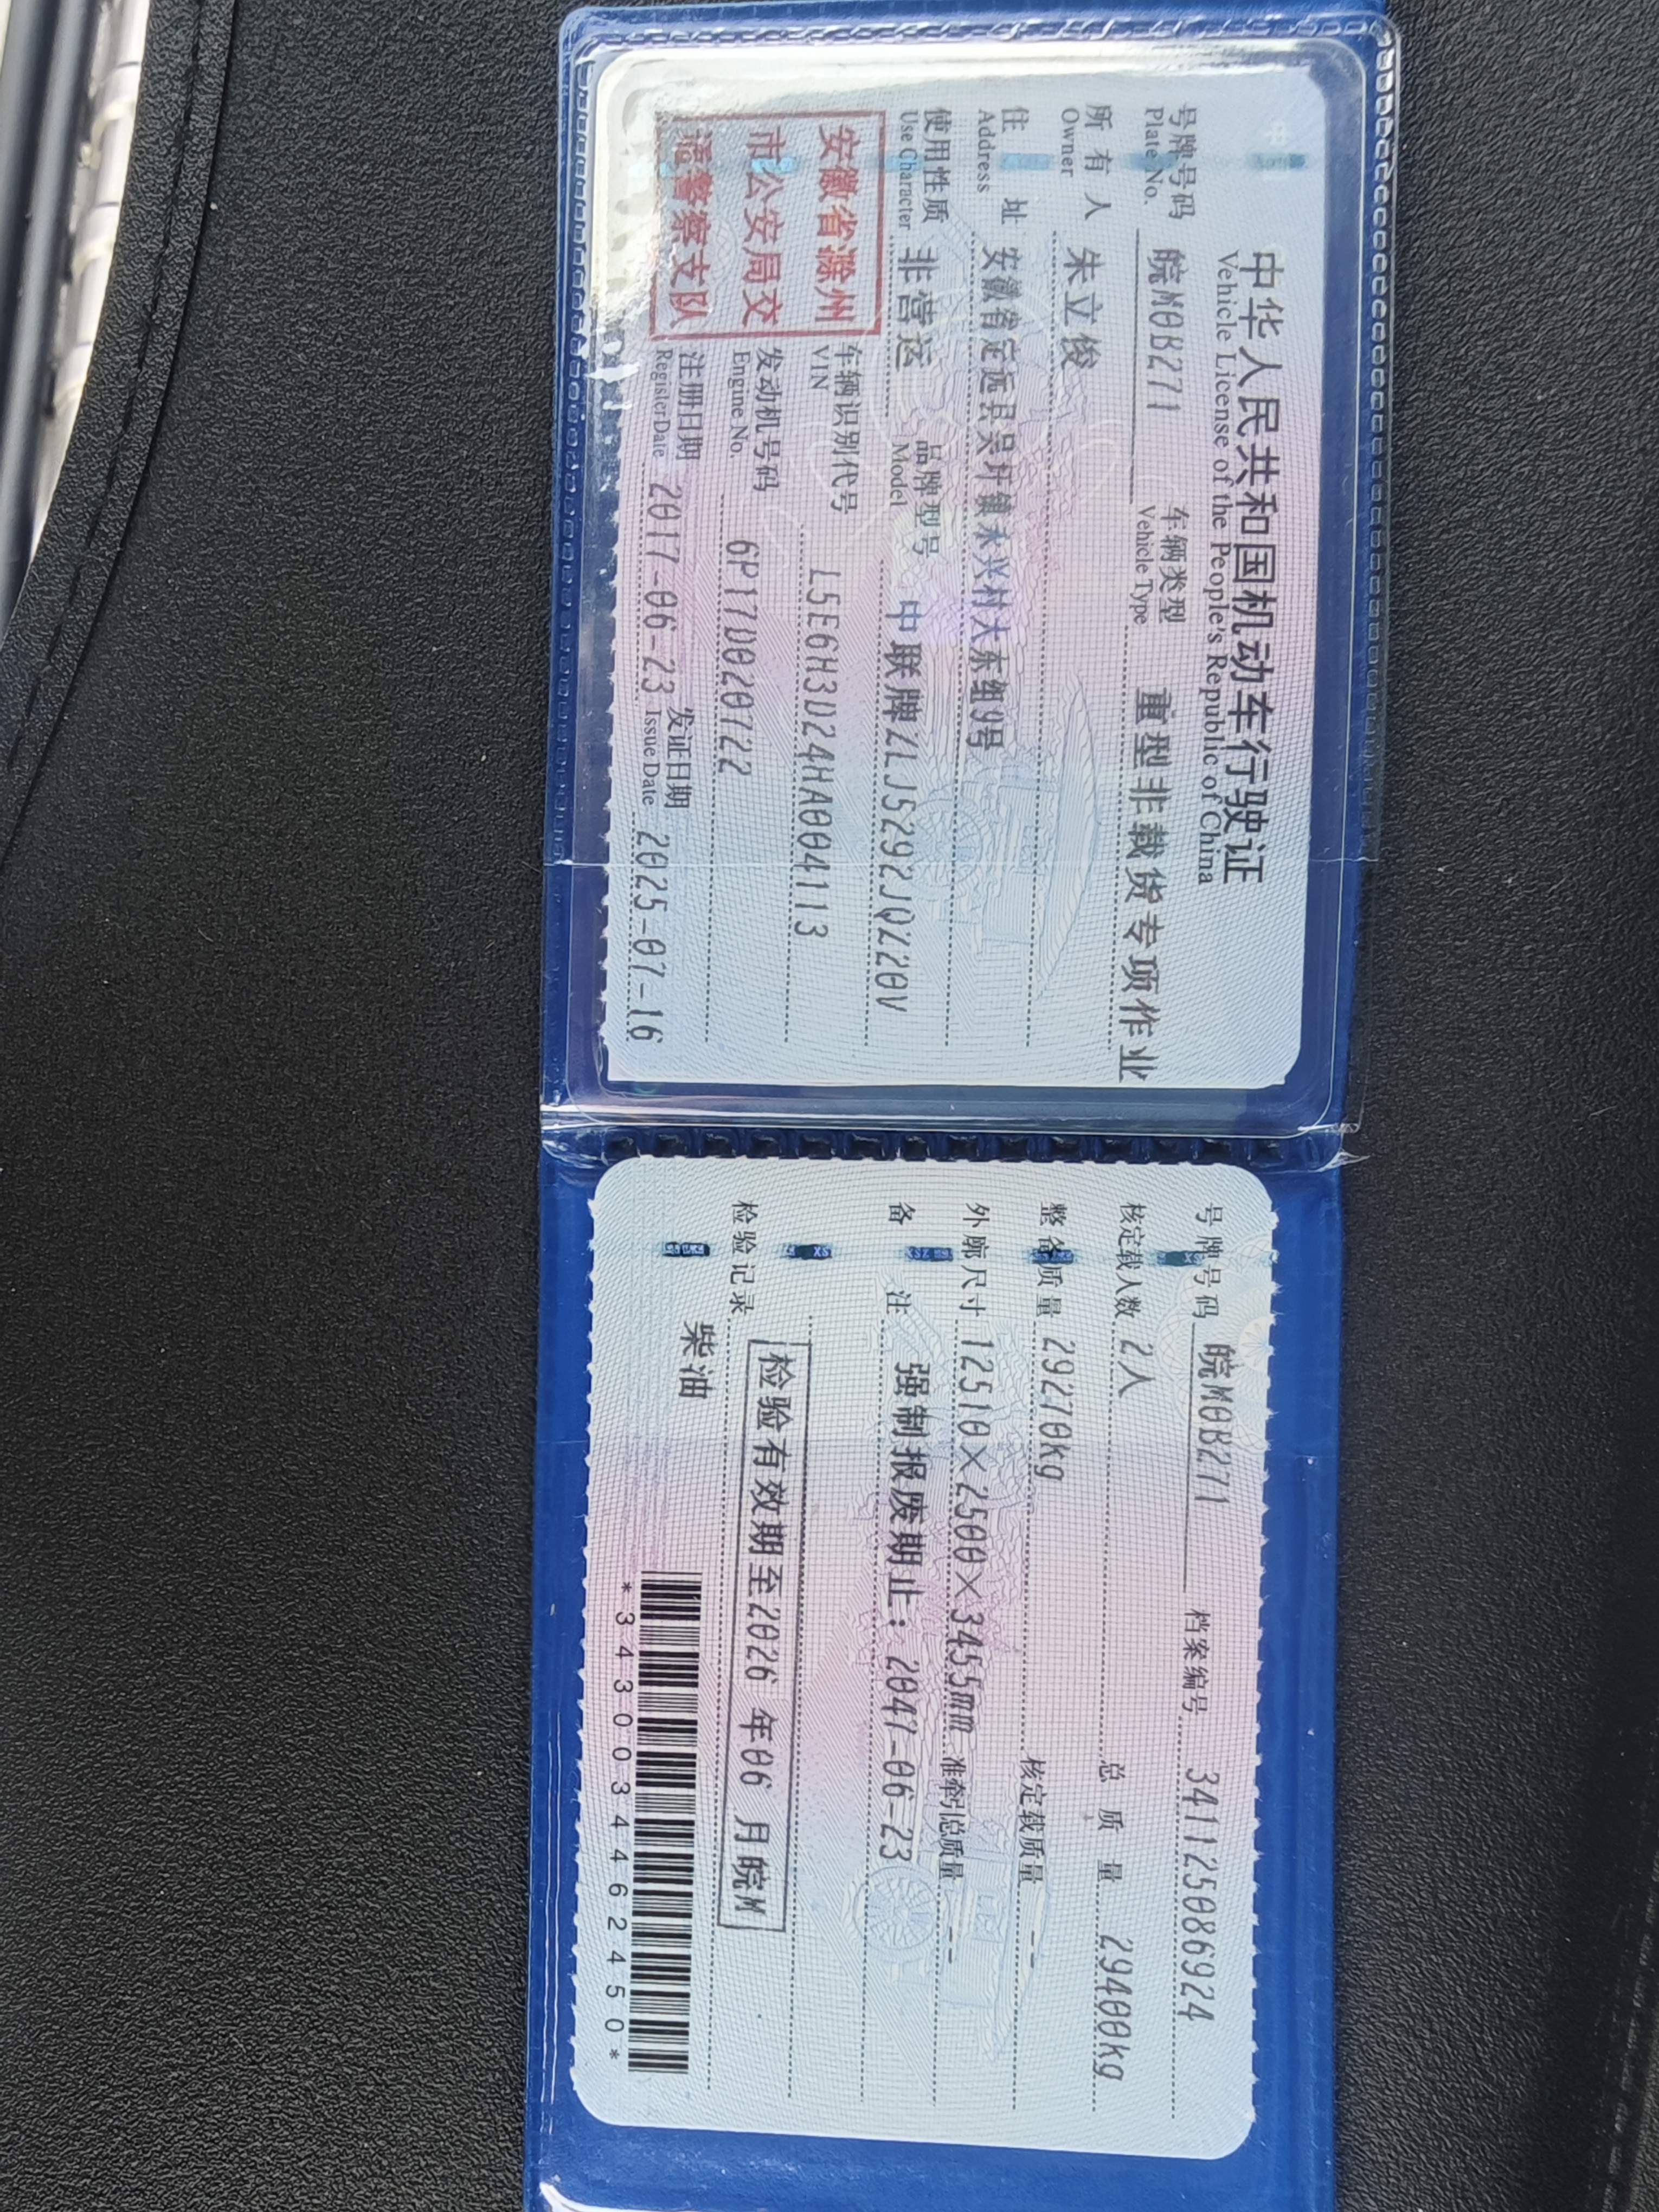 中华人民共和国机动车行驶证
Vehicle License of the People's Republic of China
号牌号码 皖M0B271 车辆类型 重型非载货专项作业
Plate No. Vehicle Type
所有人 朱立俊
Owner
住址 安徽省定远县吴圩镇永兴村大东组9号
Address
使用性质 非营运 品牌型号 中联牌ZLJ5292JQZ20V
Use Character Model
安徽省滁州
市公安局交
通警察支队
车辆识别代号 L5E6H3D24HA004113
VIN
发动机号码 6P17D020722
Engine No.
注册日期 2017-06-23 发证日期 2025-07-16
Register Date Issue Date
号牌号码 皖M0B271 档案编号 341125086924
核定载人数 2人 总质量 29400kg
整备质量 29270kg 核定载质量 --
外廓尺寸 12510×2500×3455mm 准牵引总质量 --
备注 强制报废期止：2047-06-23
检验有效期至2026 年06 月皖M
检验记录
柴油
*3430034462450*